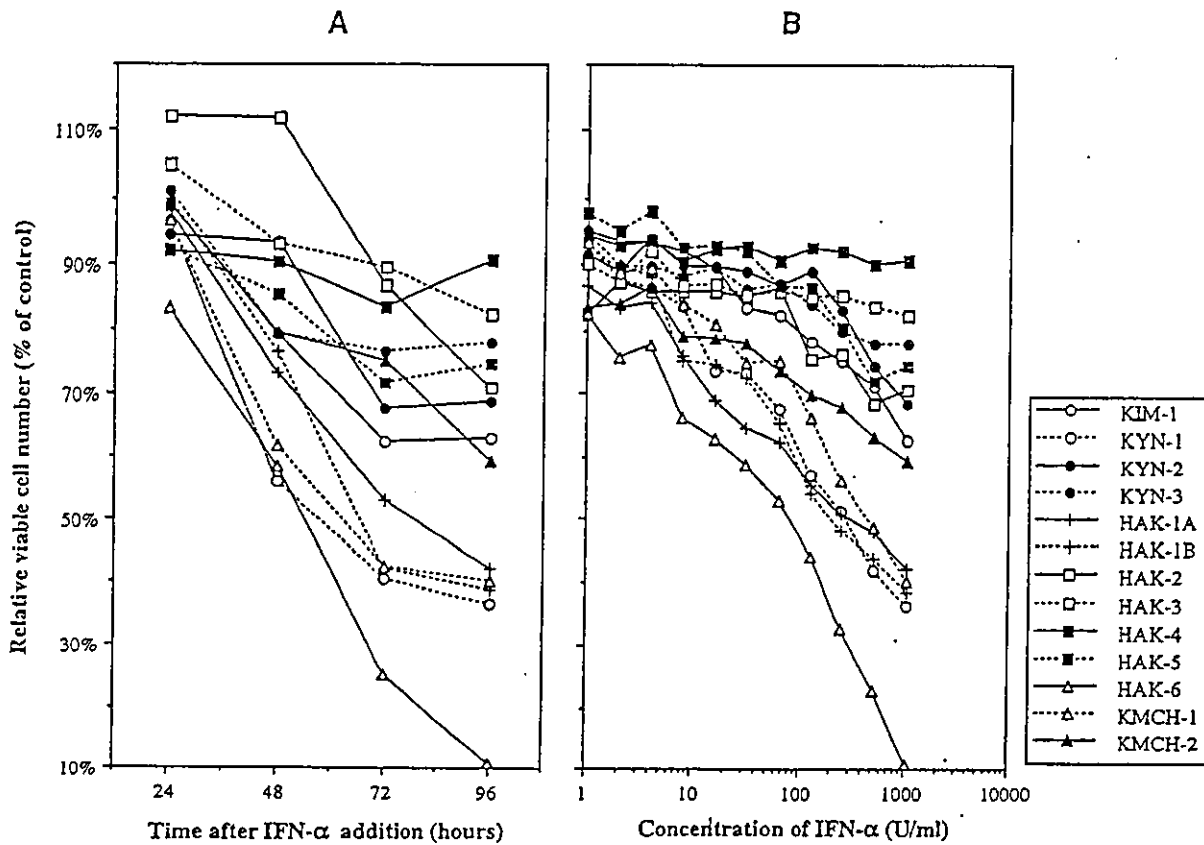 A
B
Relative viable cell number (% of control)
110%
90%
70%
50%
30%
10%
24
48
72
96
Time after IFN-α addition (hours)
1
10
100
1000
10000
Concentration of IFN-α (U/ml)
KIM-1
KYN-1
KYN-2
KYN-3
HAK-1A
HAK-1B
HAK-2
HAK-3
HAK-4
HAK-5
HAK-6
KMCH-1
KMCH-2